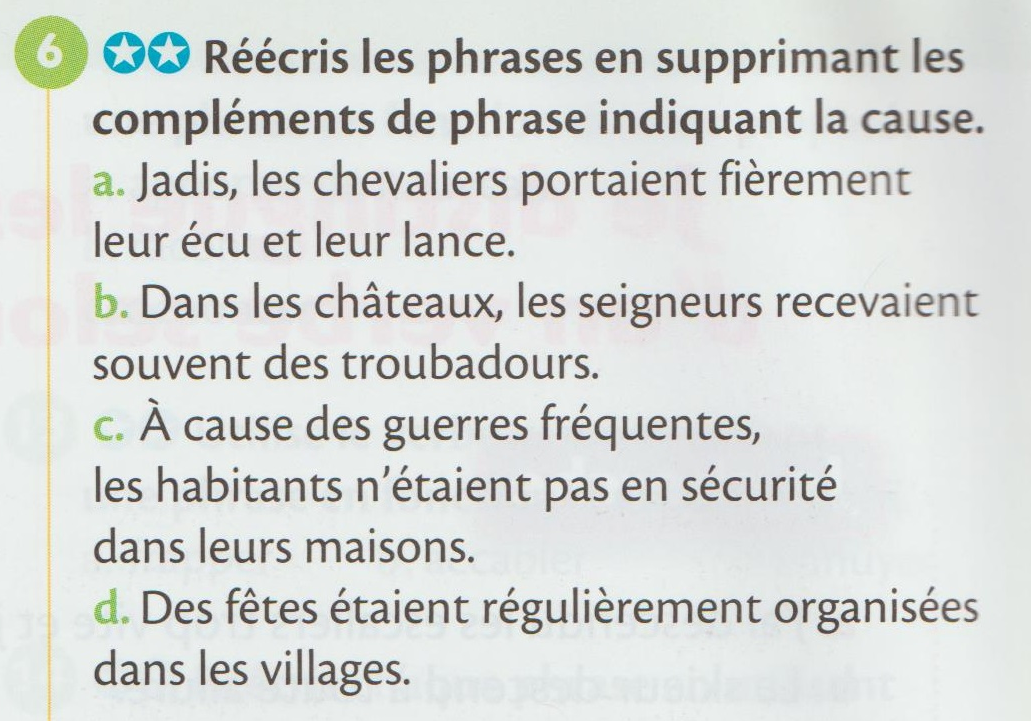 6 Réécris les phrases en supprimant les
compléments de phrase indiquant la cause.
a. Jadis, les chevaliers portaient fièrement
leur écu et leur lance.
b. Dans les châteaux, les seigneurs recevaient
souvent des troubadours.
c. À cause des guerres fréquentes,
les habitants n'étaient pas en sécurité
dans leurs maisons.
d. Des fêtes étaient régulièrement organisées
dans les villages.